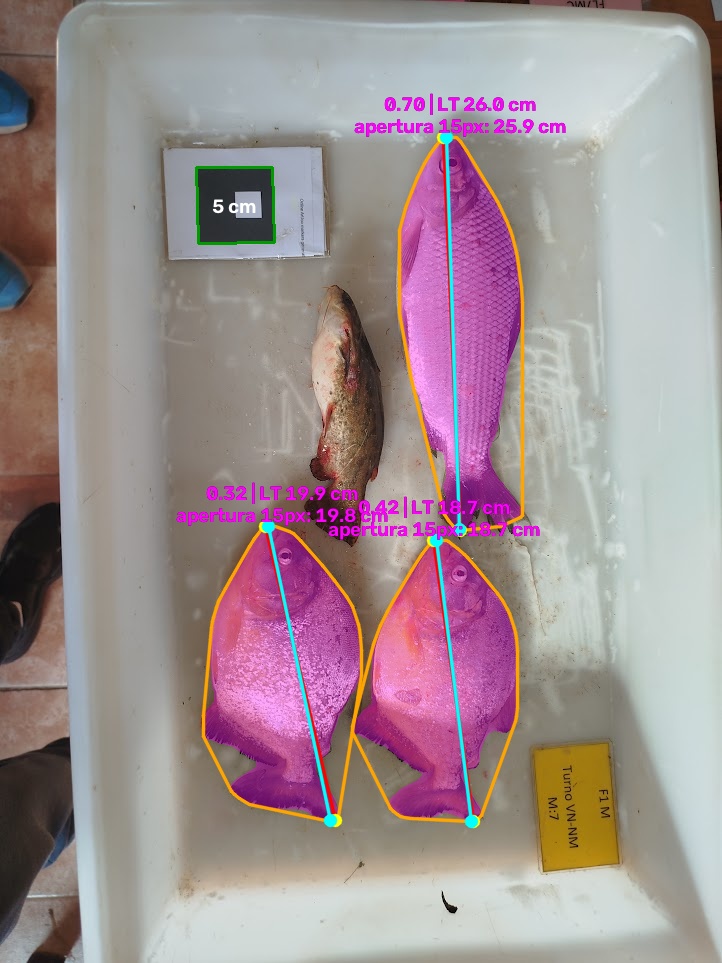 FL/MC
0.70 | LT 26.0 cm
apertura 15px: 25.9 cm
5 cm
0.32 | LT 19.9 cm
apertura 15px: 19.8 cm
0.42 | LT 18.7 cm
apertura 15px: 18.7 cm
F1 M
Turno VN-NM
M:7